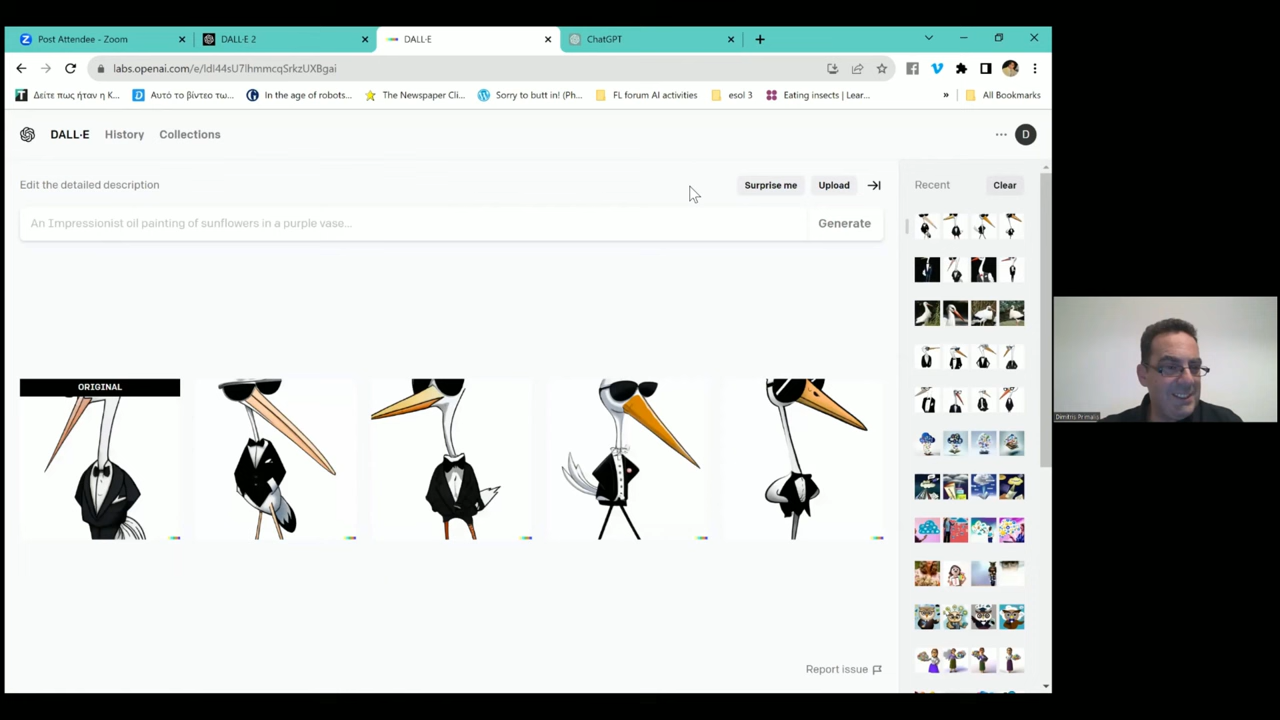 Post Attendee - Zoom
DALL·E 2
DALL·E
ChatGPT
labs.openai.com/e/ldl44sU7lhmmcqSrkzUXBgai
Δείτε πως ήταν η Κ...
Αυτό το βίντεο τω...
In the age of robots...
The Newspaper Cli...
Sorry to butt in! (Ph...
FL forum AI activities
esol 3
Eating insects | Lear...
»
All Bookmarks
DALL·E
History
Collections
D
Edit the detailed description
Surprise me
Upload
Recent
Clear
An Impressionist oil painting of sunflowers in a purple vase...
Generate
ORIGINAL
Dimitris Primalis
Report issue